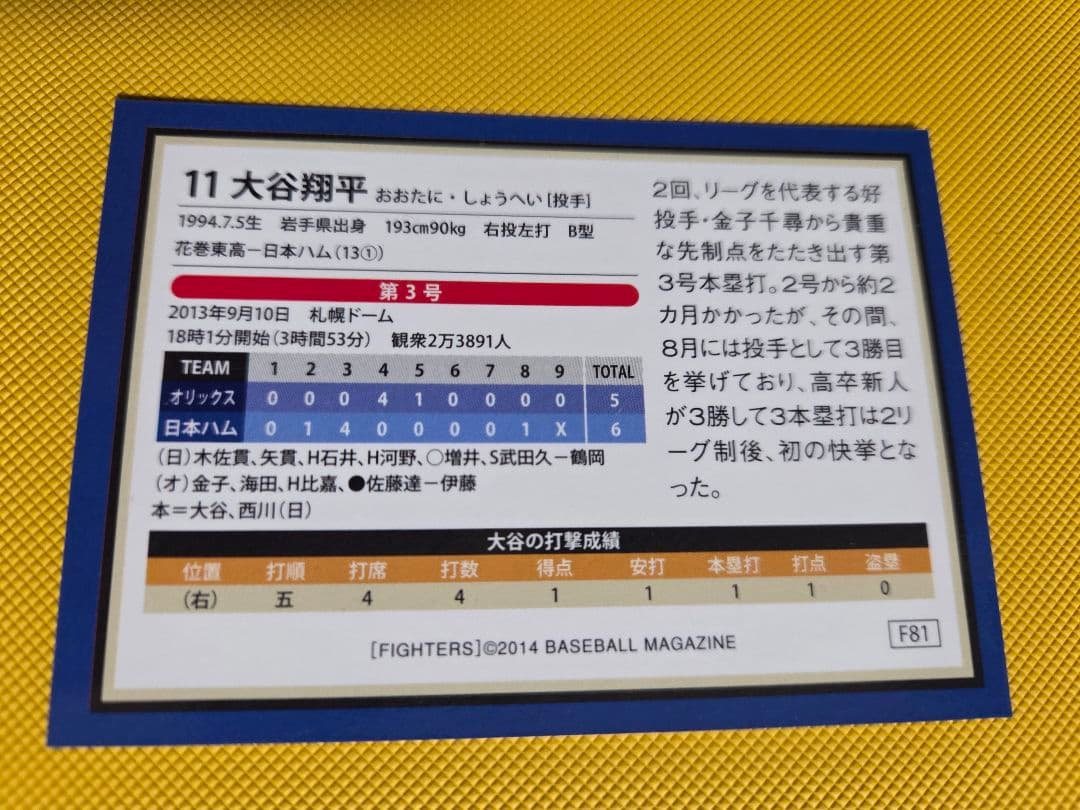 11 大谷翔平 おおたに・しょうへい[投手]
1994.7.5生 岩手県出身 193cm90kg 右投左打 B型
花巻東高－日本ハム(13①)
第3号
2013年9月10日 札幌ドーム
18時1分開始(3時間53分) 観衆2万3891人
TEAM 1 2 3 4 5 6 7 8 9 TOTAL
オリックス 0 0 0 4 1 0 0 0 0 5
日本ハム 0 1 4 0 0 0 0 1 X 6
(日)木佐貫、矢貫、H石井、H河野、○増井、S武田久－鶴岡
(オ)金子、海田、H比嘉、●佐藤達－伊藤
本＝大谷、西川(日)
2回、リーグを代表する好
投手・金子千尋から貴重
な先制点をたたき出す第
3号本塁打。2号から約2
カ月かかったが、その間、
8月には投手として3勝目
を挙げており、高卒新人
が3勝して3本塁打は2リ
ーグ制後、初の快挙とな
った。
大谷の打撃成績
位置 打順 打席 打数 得点 安打 本塁打 打点 盗塁
(右) 五 4 4 1 1 1 1 0
[FIGHTERS]©2014 BASEBALL MAGAZINE
F81